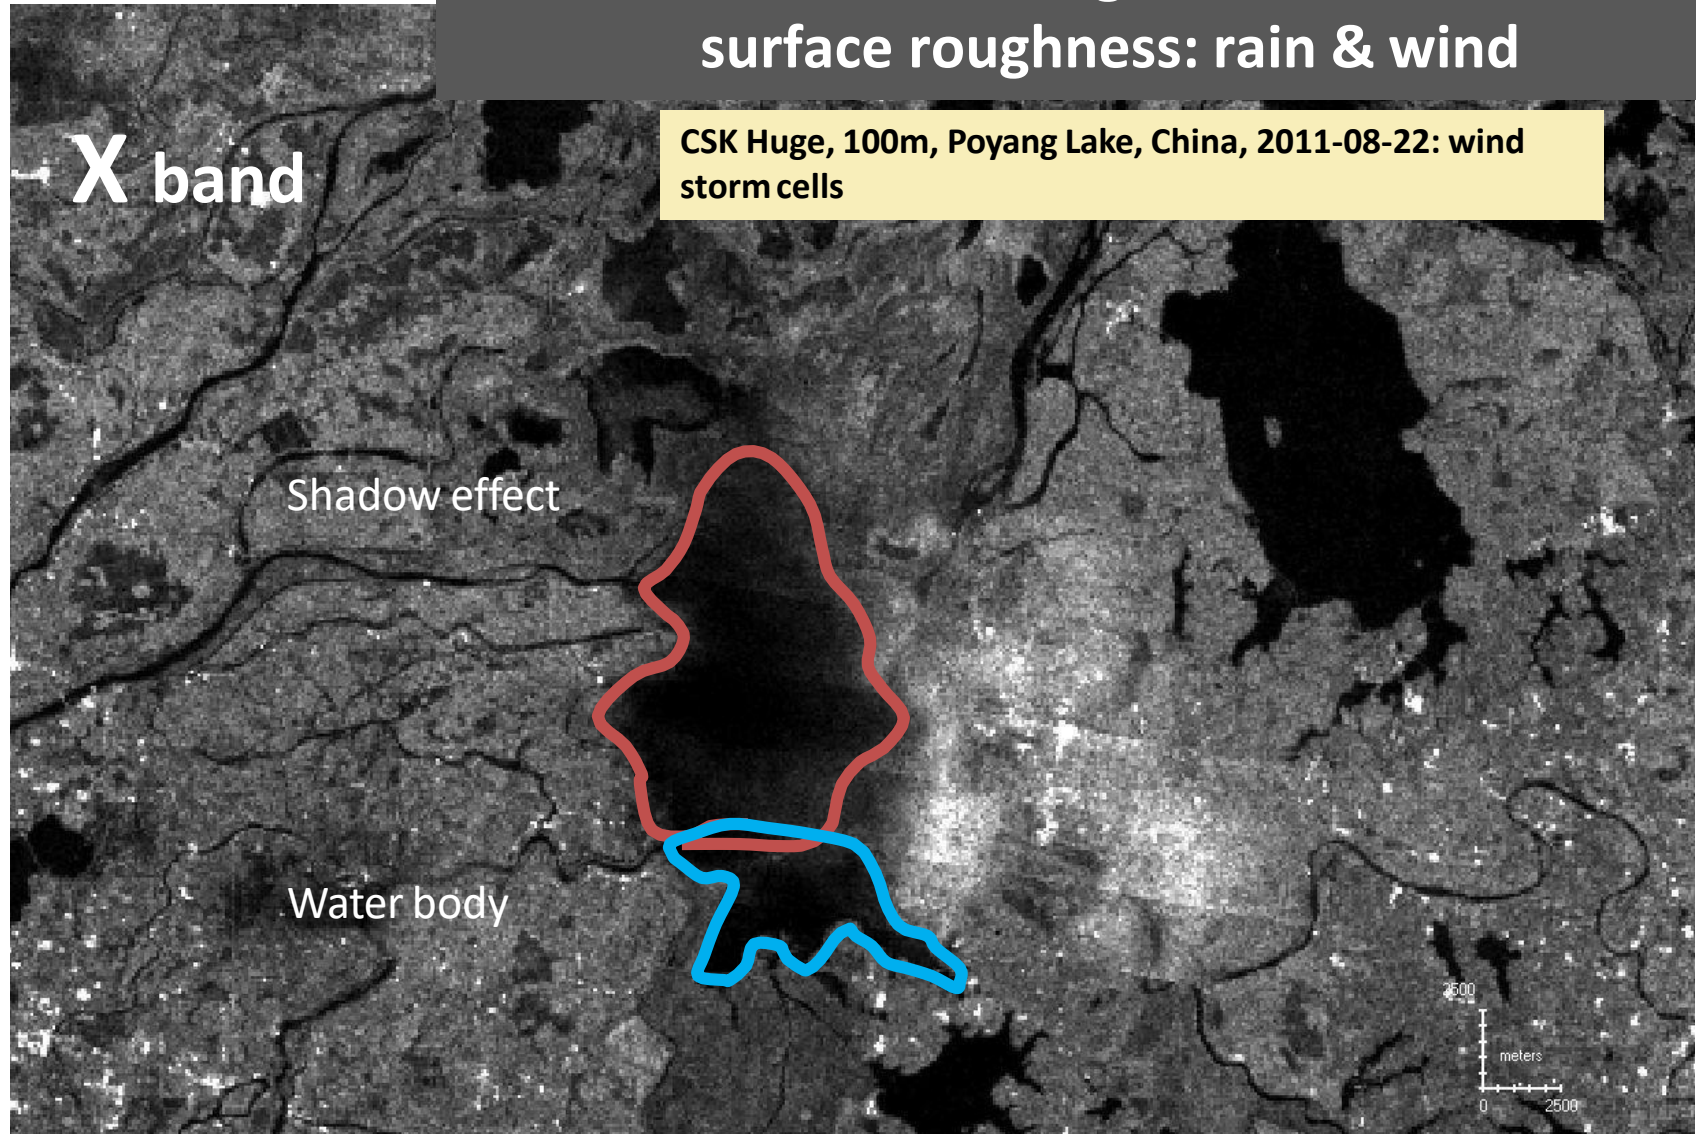 surface roughness: rain & wind
CSK Huge, 100m, Poyang Lake, China, 2011-08-22: wind
storm cells
X band
Shadow effect
Water body
meters
0 2500